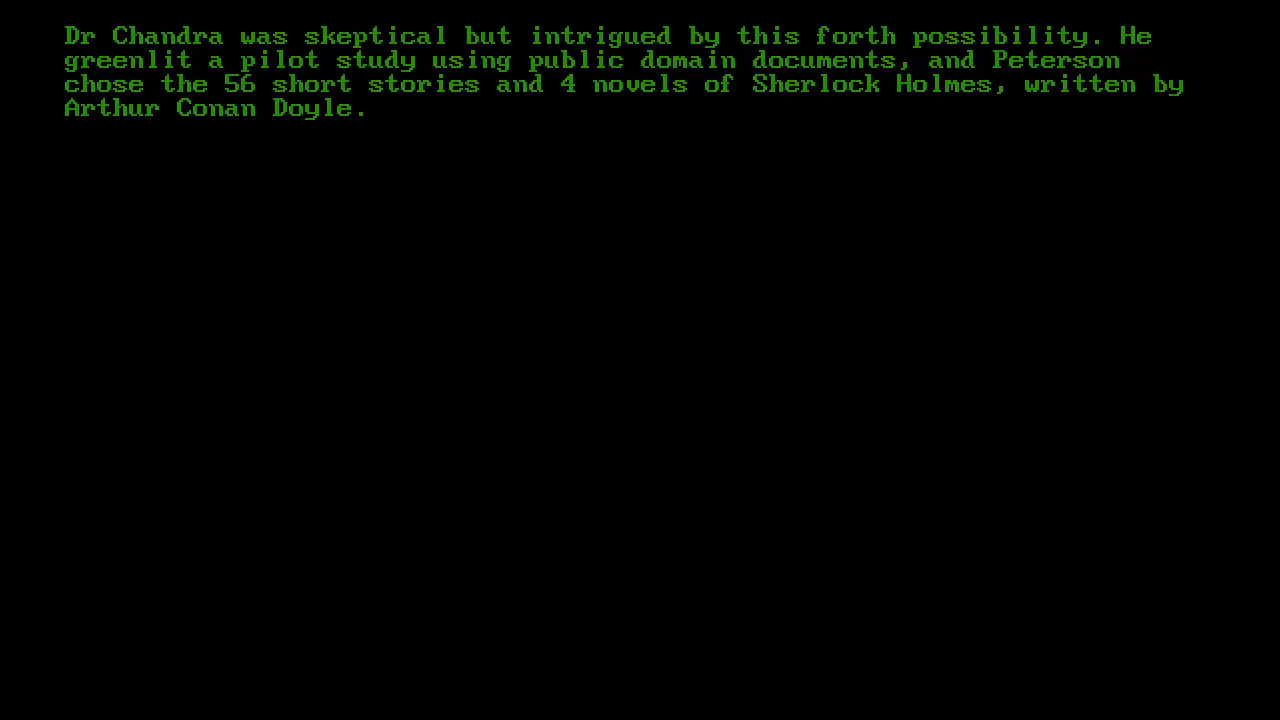 Dr Chandra was skeptical but intrigued by this forth possibility. He
greenlit a pilot study using public domain documents, and Peterson
chose the 56 short stories and 4 novels of Sherlock Holmes, written by
Arthur Conan Doyle.